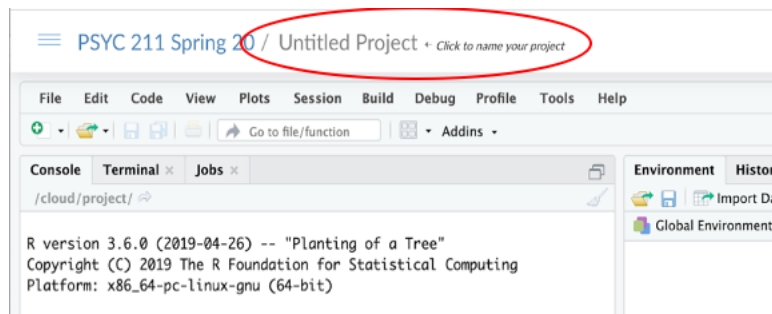 PSYC 211 Spring 20 / Untitled Project ← Click to name your project
File Edit Code View Plots Session Build Debug Profile Tools Help
Go to file/function Addins
Console Terminal × Jobs × Environment Histor
/cloud/project/ Import Da
Global Environment
R version 3.6.0 (2019-04-26) -- "Planting of a Tree"
Copyright (C) 2019 The R Foundation for Statistical Computing
Platform: x86_64-pc-linux-gnu (64-bit)